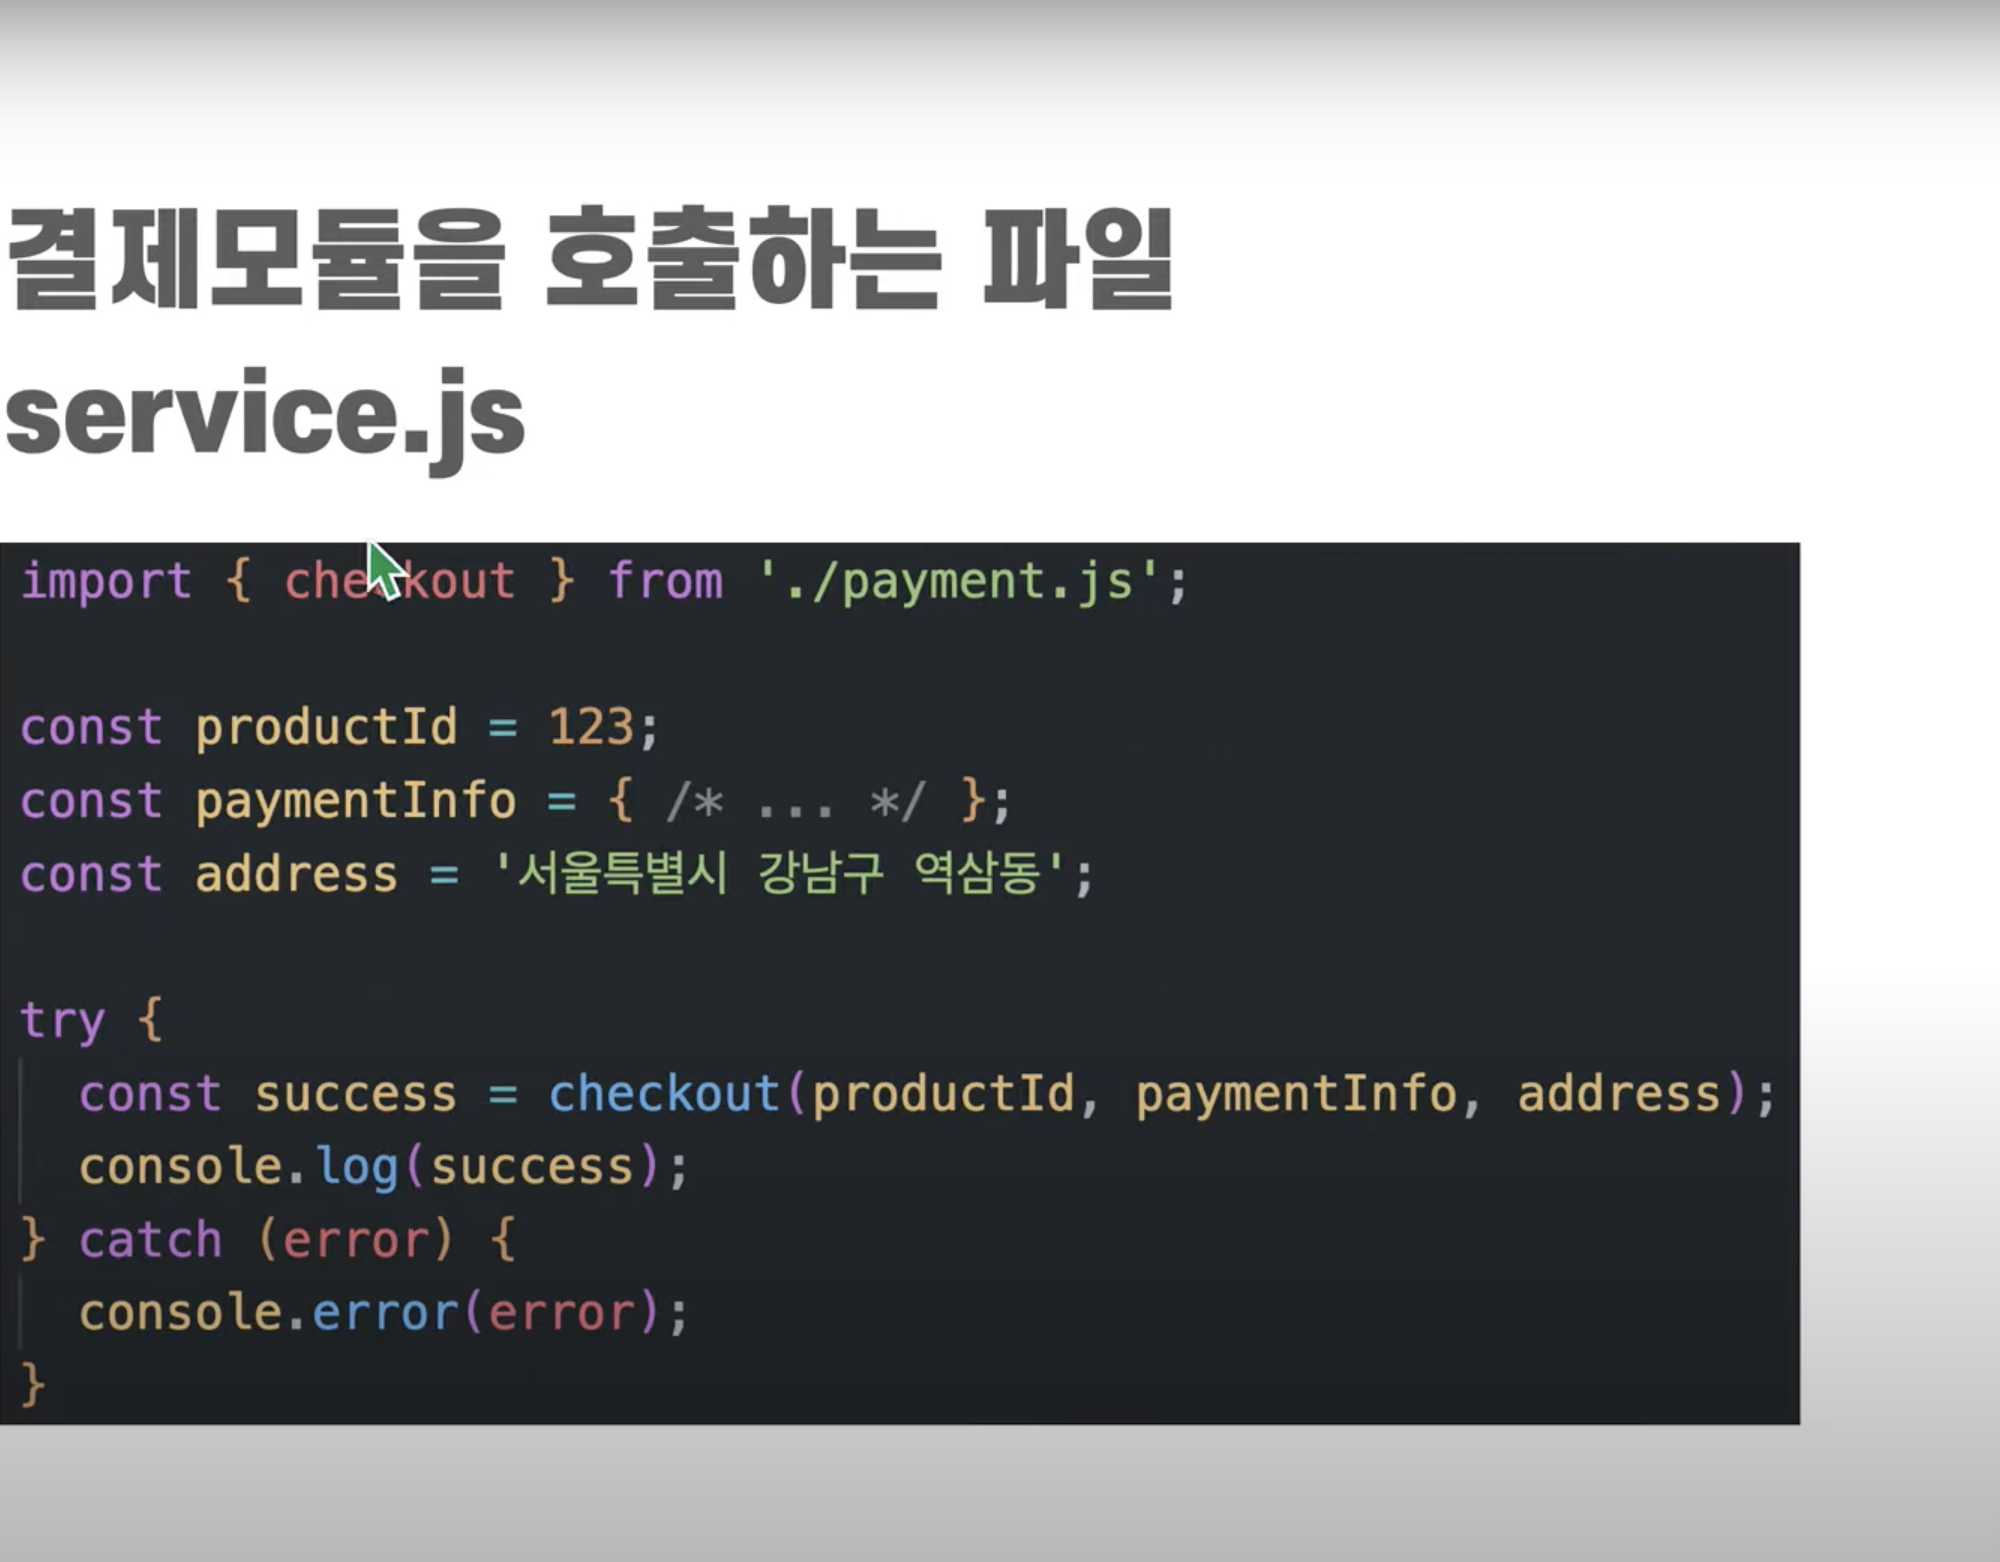 결제모듈을 호출하는 파일
service.js
import { checkout } from './payment.js';
const productId = 123;
const paymentInfo = { /* ... */ };
const address = '서울특별시 강남구 역삼동';
try {
  const success = checkout(productId, paymentInfo, address);
  console.log(success);
} catch (error) {
  console.error(error);
}